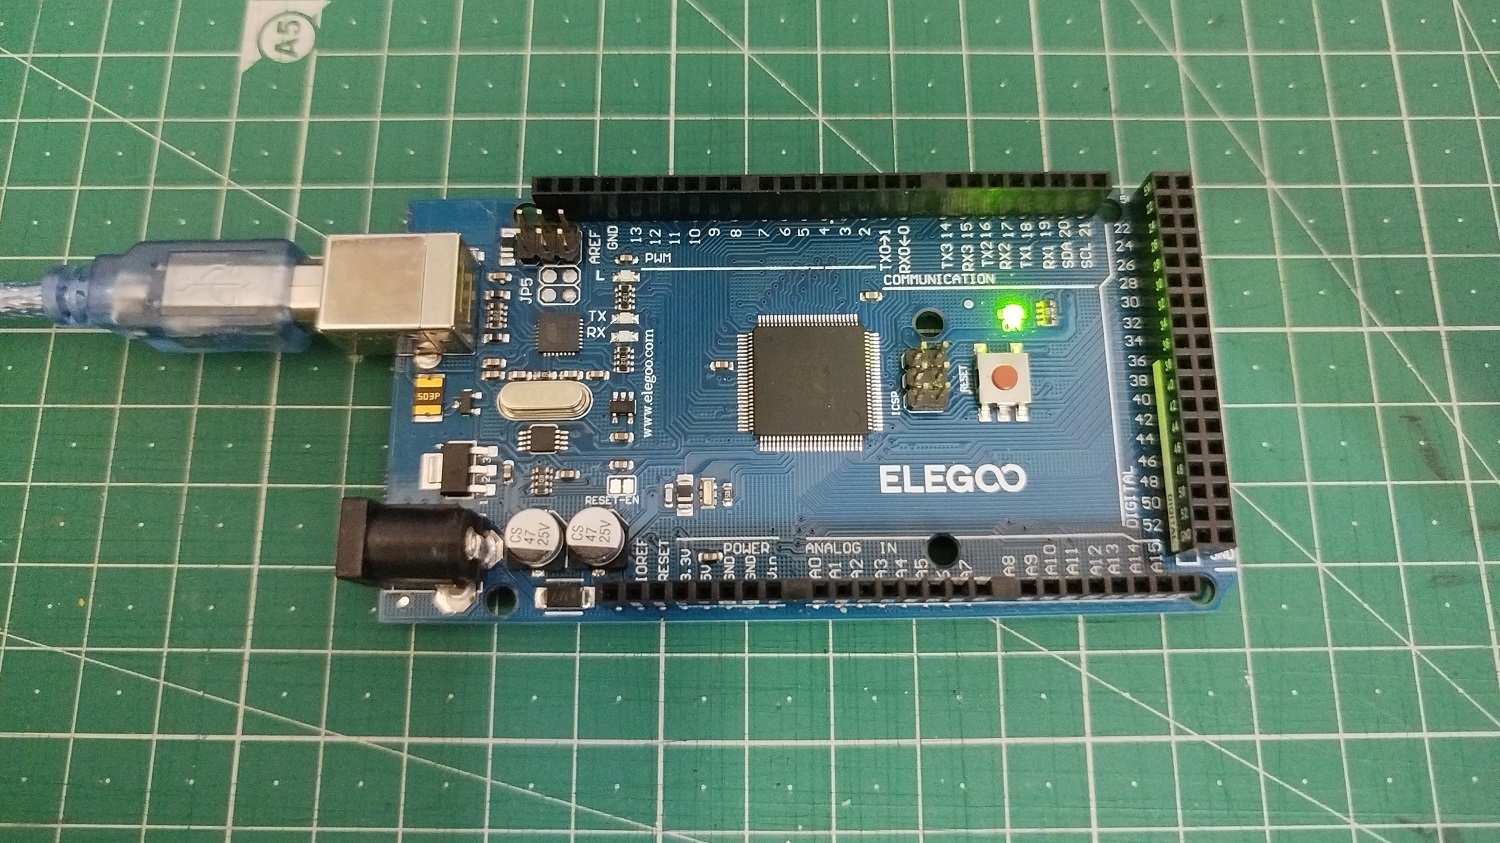 A5
AREF
GND
13
12
11
10
9
8
7
6
5
4
3
2
TX0→1
RX0←0
TX3 14
RX3 15
TX2 16
RX2 17
TX1 18
RX1 19
SDA 20
SCL 21
PWM
COMMUNICATION
L
TX
RX
JP5
www.elegoo.com
ICSP
RESET
ELEGOO
22
24
26
28
30
32
34
36
38
40
42
44
46
48
50
52
DIGITAL
RESET-EN
CS
47
25V
CS
47
25V
IOREF
RESET
3.3V
5V
GND
GND
Vin
POWER
ANALOG IN
A0
A1
A2
A3
A4
A5
A8
A9
A10
A11
A12
A13
A14
A15